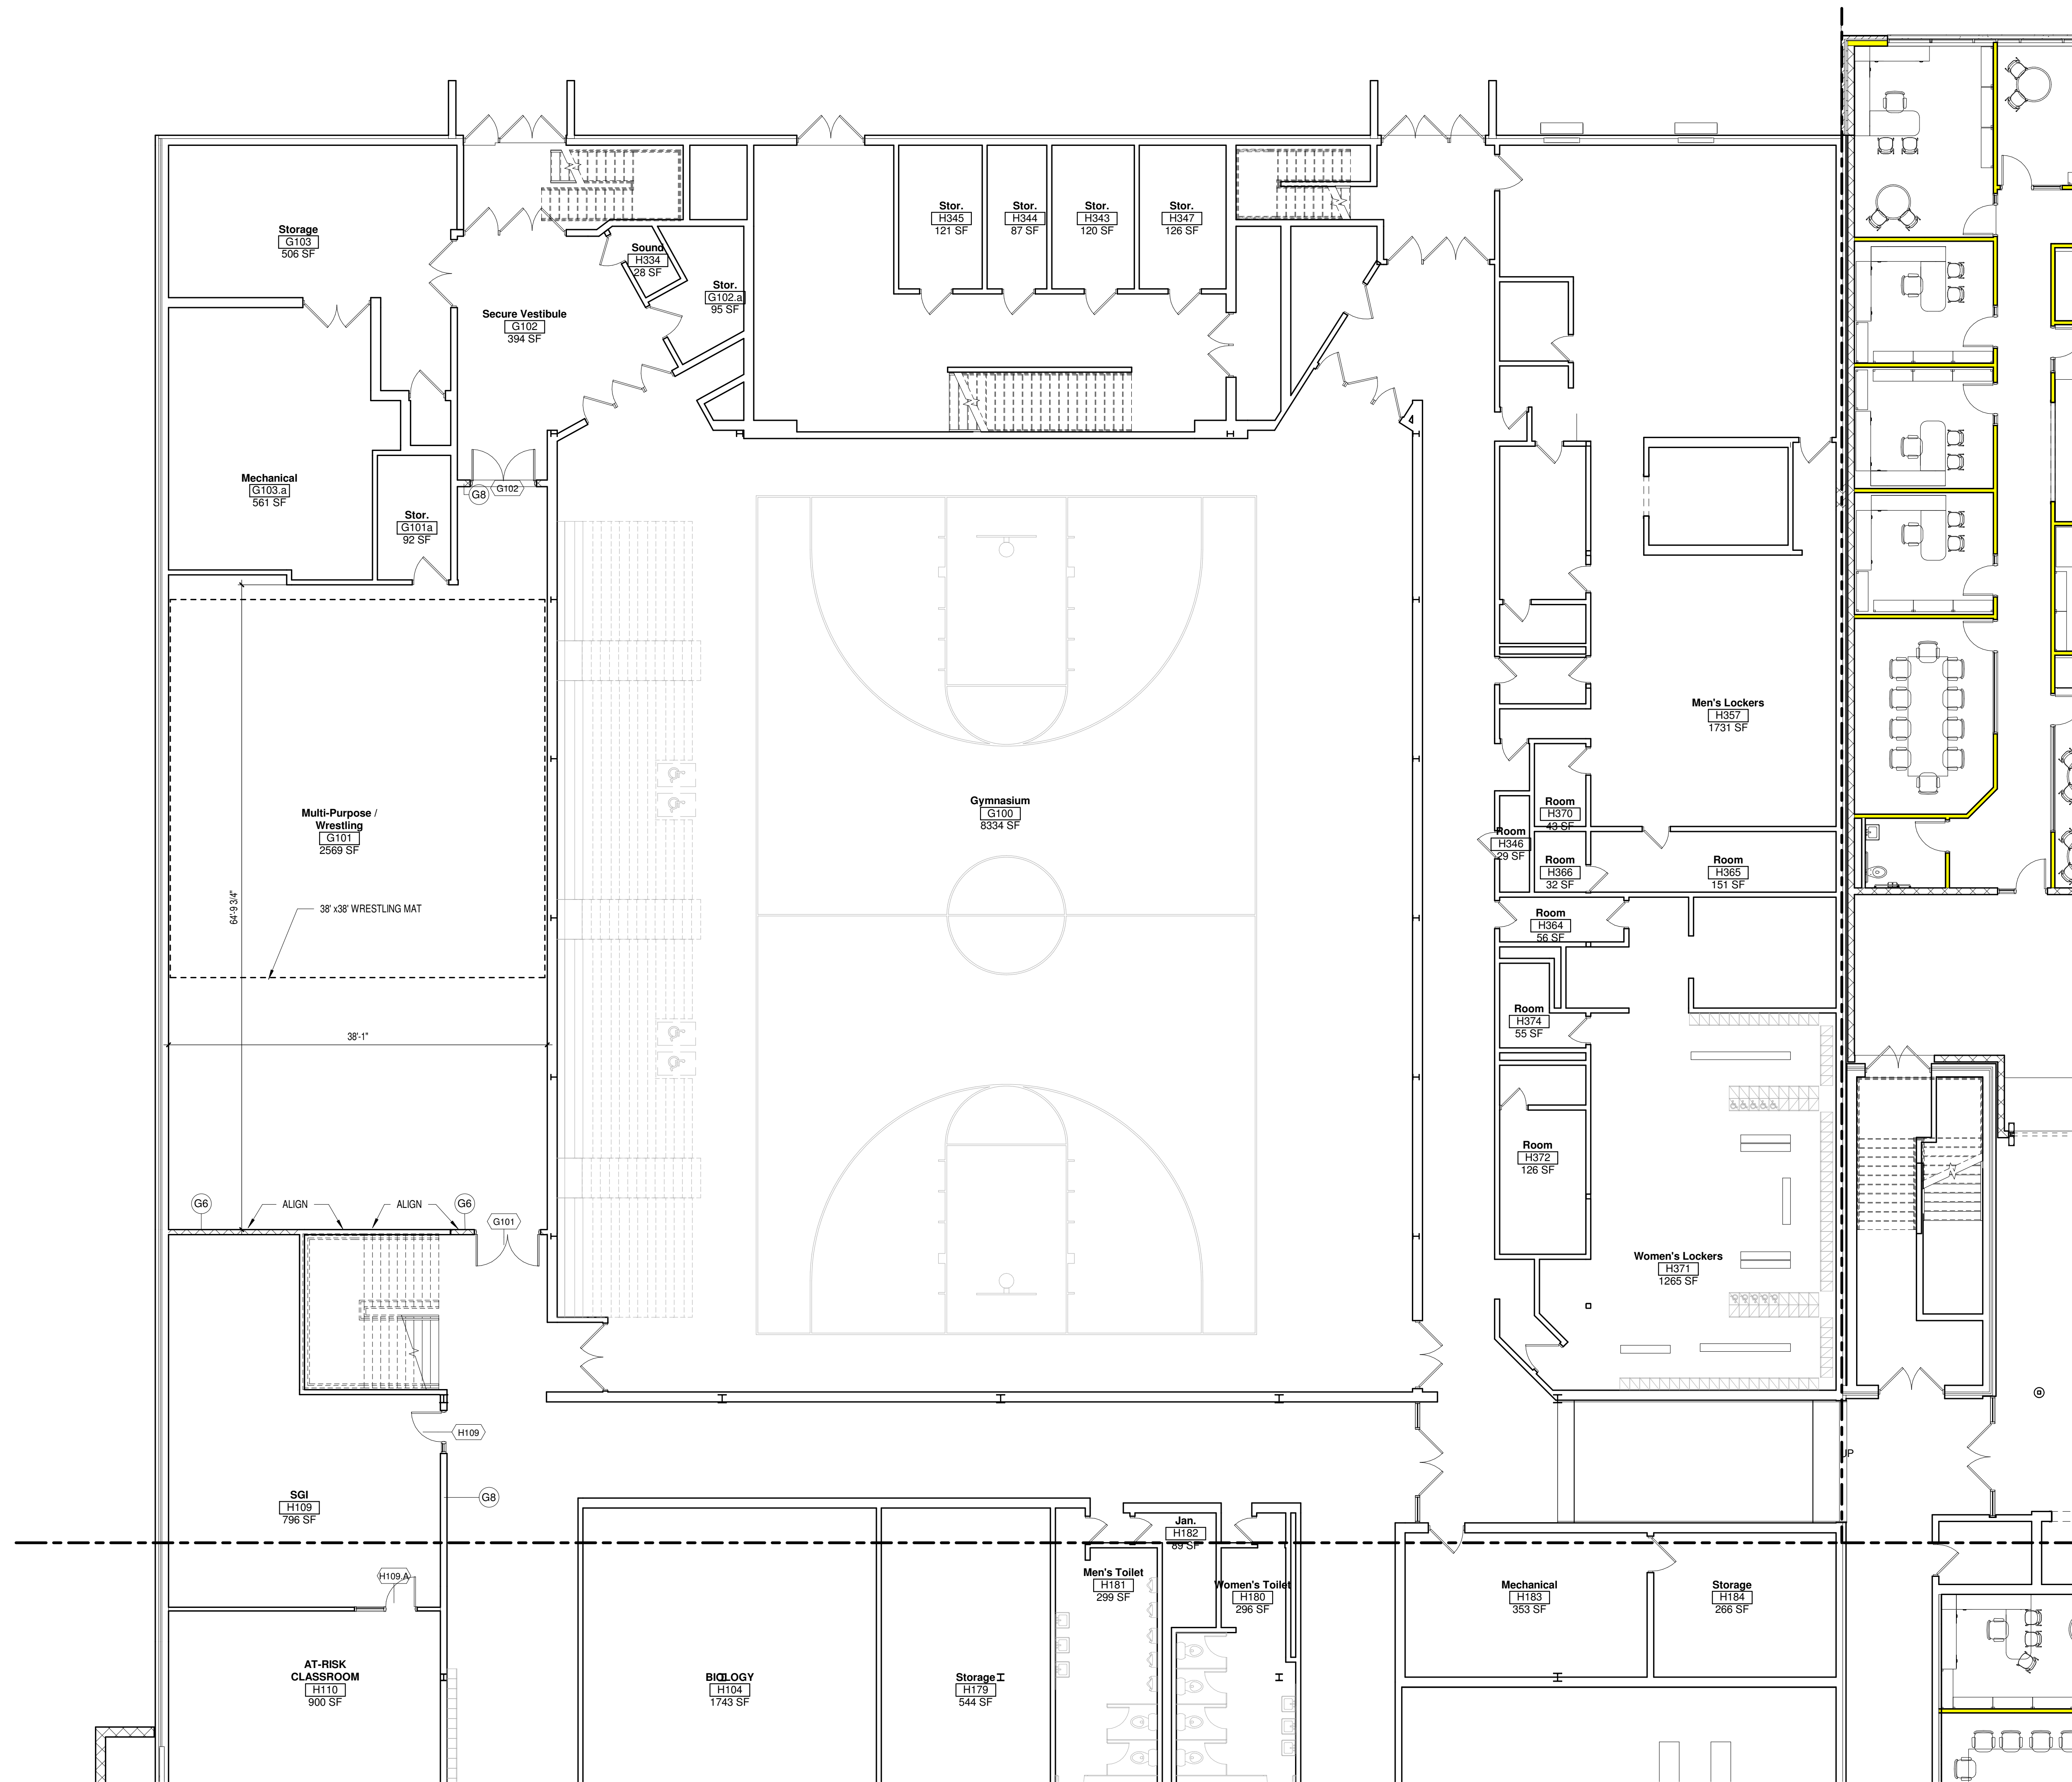 Storage
G103
506 SF
Sound
H334
28 SF
Stor.
G102.a
95 SF
Stor.
H345
121 SF
Stor.
H344
87 SF
Stor.
H343
120 SF
Stor.
H347
126 SF
Secure Vestibule
G102
394 SF
Mechanical
G103.a
561 SF
Stor.
G101a
92 SF
G8
G102
Men's Lockers
H357
1731 SF
Multi-Purpose /
Wrestling
G101
2569 SF
Gymnasium
G100
8334 SF
Room
H370
43 SF
Room
H346
29 SF
Room
H366
32 SF
Room
H365
151 SF
64'-9 3/4"
38' x38' WRESTLING MAT
Room
H364
56 SF
Room
H374
55 SF
38'-1"
Room
H372
126 SF
G6
ALIGN
ALIGN
G6
G101
Women's Lockers
H371
1265 SF
H109
UP
SGI
H109
796 SF
G8
Jan.
H182
89 SF
H109.A
Men's Toilet
H181
299 SF
Women's Toilet
H180
296 SF
Mechanical
H183
353 SF
Storage
H184
266 SF
AT-RISK
CLASSROOM
H110
900 SF
BIOLOGY
H104
1743 SF
Storage
H179
544 SF